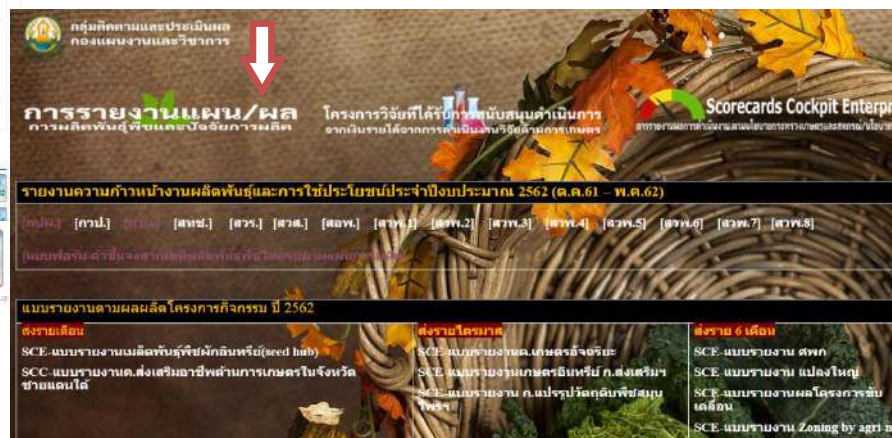 กลุ่มติดตามและประเมินผล
กองแผนงานและวิชาการ
การรายงานแผน/ผล
การผลิตพันธุ์พืชและปัจจัยการผลิต
โครงการวิจัยที่ได้รับการสนับสนุนดำเนินการ
จากเงินรายได้จากการดำเนินงานวิจัยด้านการเกษตร
Scorecards Cockpit Enterpr
รายงานความก้าวหน้างานผลิตพันธุ์และการใช้ประโยชน์ประจำปีงบประมาณ 2562 (ต.ค.61 – พ.ค.62)
[กปผ.] [กวป.] [สทช.] [สวร.] [สวศ.] [สอพ.] [สวพ.1] [สวพ.2] [สวพ.3] [สวพ.4] [สวพ.5] [สวพ.6] [สวพ.7] [สวพ.8]
แบบรายงานตามผลผลิตโครงการกิจกรรม ปี 2562
ส่งรายเดือน
SCE-แบบรายงานเมล็ดพันธุ์พืชผักอินทรีย์(seed hub)
SCC-แบบรายงานต.ส่งเสริมอาชีพด้านการเกษตรในจังหวัด
ชายแดนใต้
ส่งรายไตรมาส
SCE-แบบรายงานต.เกษตรอัจฉริยะ
SCE-แบบรายงานเกษตรอินทรีย์ ก.ส่งเสริมฯ
SCE-แบบรายงาน ก.แปรรูปวัตถุดิบพืชสมุน
ไพรฯ
ส่งราย 6 เดือน
SCE-แบบรายงาน ศพก
SCE-แบบรายงาน แปลงใหญ่
SCE-แบบรายงานผลโครงการขับ
เคลื่อน
SCE-แบบรายงาน Zoning by agri m